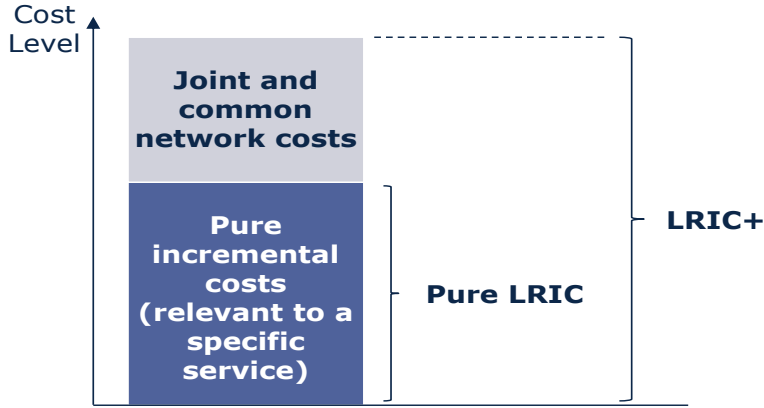 Cost
Level
Joint and
common
network costs
Pure
incremental
costs
(relevant to a
specific
service)
Pure LRIC
LRIC+